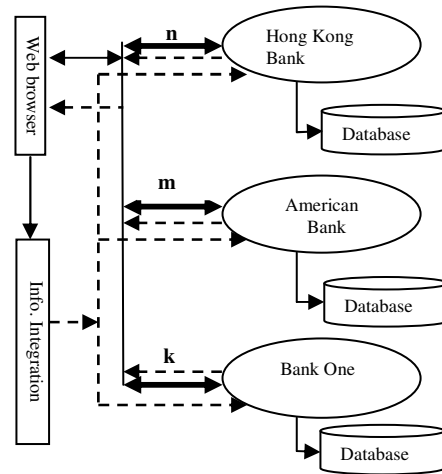 Web browser
n
Hong Kong
Bank
Database
m
American
Bank
Database
Info. Integration
k
Bank One
Database